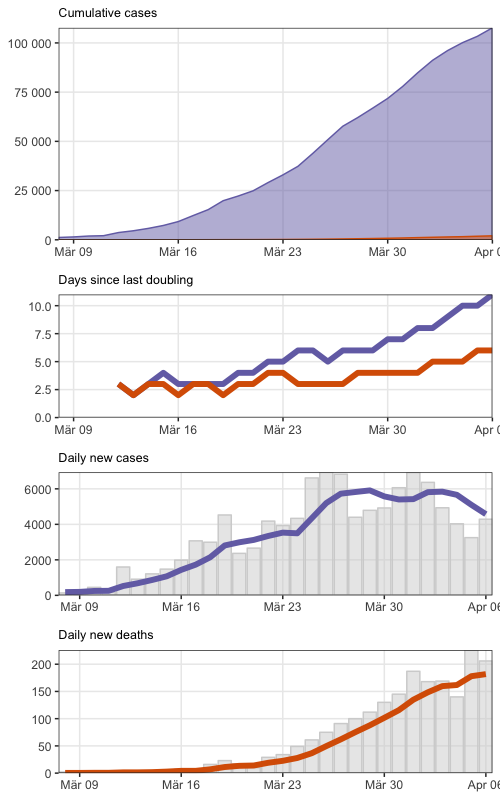 Cumulative cases
100 000
75 000
50 000
25 000
0
Mär 09 Mär 16 Mär 23 Mär 30 Apr 0
Days since last doubling
10.0
7.5
5.0
2.5
0.0
Mär 09 Mär 16 Mär 23 Mär 30 Apr 0
Daily new cases
6000
4000
2000
0
Mär 09 Mär 16 Mär 23 Mär 30 Apr 06
Daily new deaths
200
150
100
50
0
Mär 09 Mär 16 Mär 23 Mär 30 Apr 06